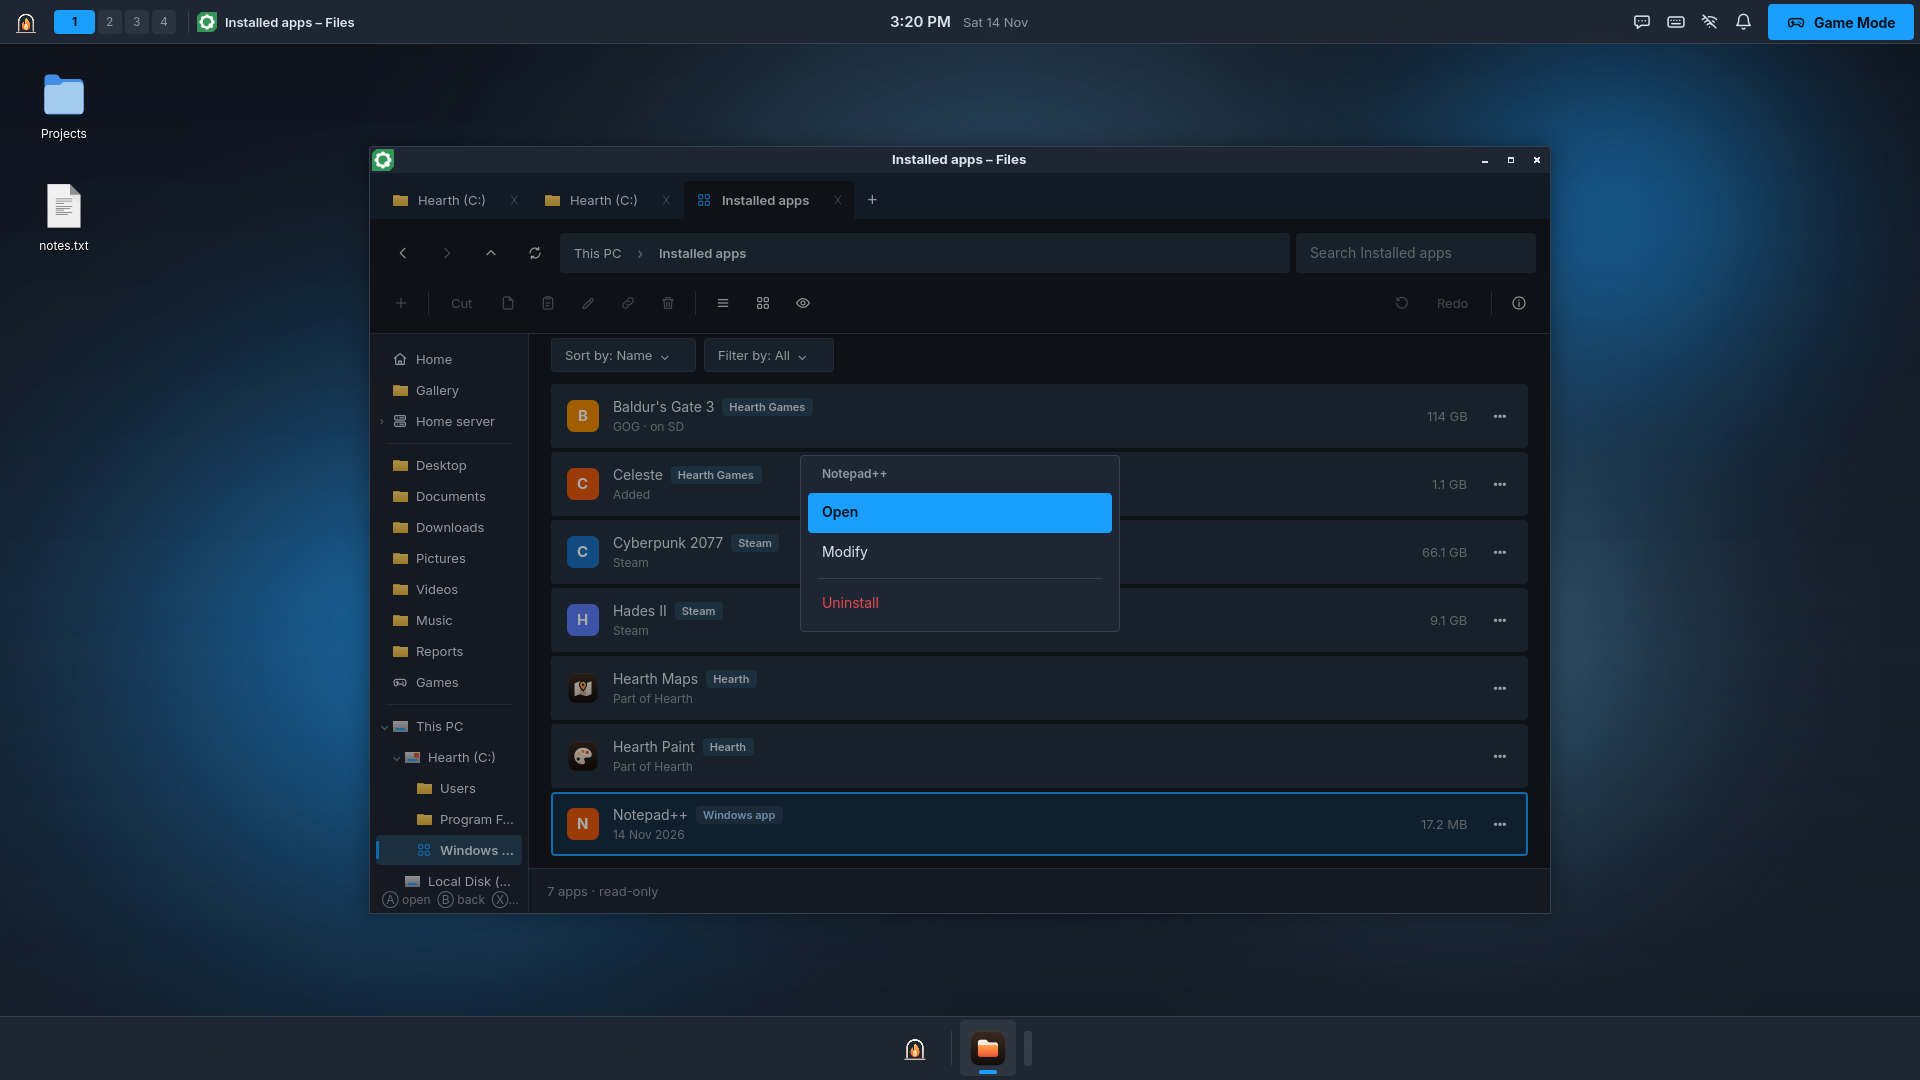 1 2 3 4 Installed apps – Files
3:20 PM Sat 14 Nov
Game Mode
Projects
notes.txt
Installed apps – Files
Hearth (C:) X Hearth (C:) X Installed apps X +
This PC › Installed apps
Search Installed apps
Cut
Redo
Home
Gallery
Home server
Desktop
Documents
Downloads
Pictures
Videos
Music
Reports
Games
This PC
Hearth (C:)
Users
Program F...
Windows ...
Local Disk (...
A open B back X...
Sort by: Name
Filter by: All
B Baldur's Gate 3 Hearth Games
GOG · on SD
114 GB
C Celeste Hearth Games
Added
1.1 GB
C Cyberpunk 2077 Steam
Steam
66.1 GB
H Hades II Steam
Steam
9.1 GB
Hearth Maps Hearth
Part of Hearth
Hearth Paint Hearth
Part of Hearth
N Notepad++ Windows app
14 Nov 2026
17.2 MB
7 apps · read-only
Notepad++
Open
Modify
Uninstall